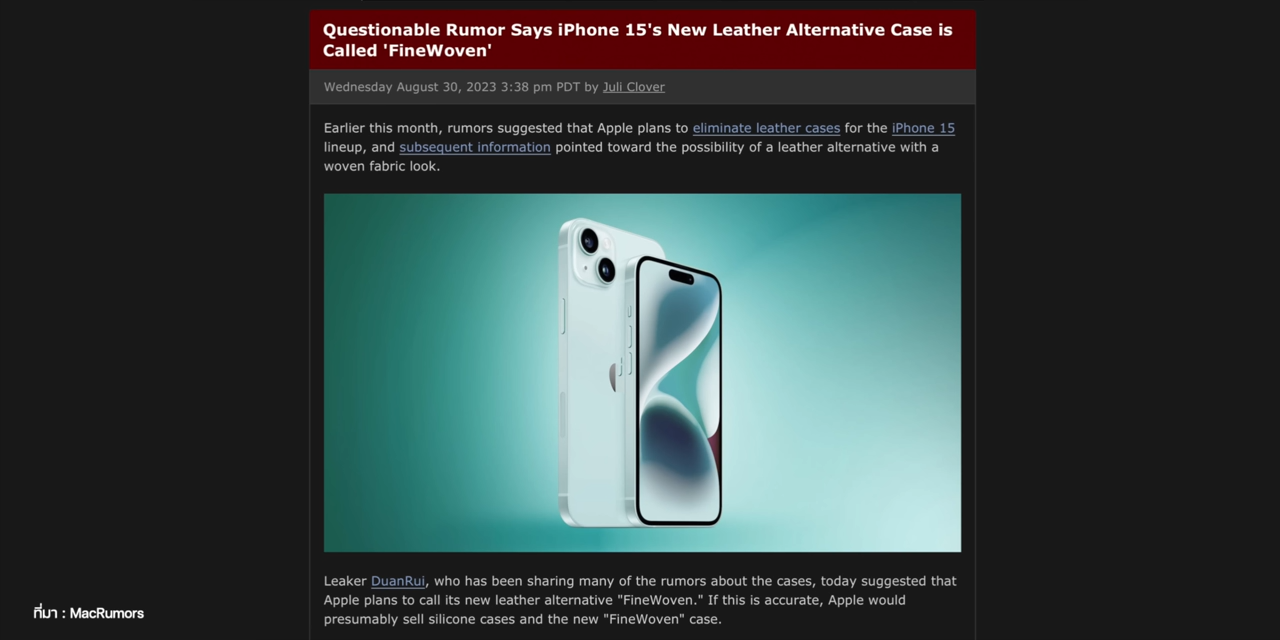 Questionable Rumor Says iPhone 15's New Leather Alternative Case is
Called 'FineWoven'
Wednesday August 30, 2023 3:38 pm PDT by Juli Clover
Earlier this month, rumors suggested that Apple plans to eliminate leather cases for the iPhone 15
lineup, and subsequent information pointed toward the possibility of a leather alternative with a
woven fabric look.
Leaker DuanRui, who has been sharing many of the rumors about the cases, today suggested that
Apple plans to call its new leather alternative "FineWoven." If this is accurate, Apple would
presumably sell silicone cases and the new "FineWoven" case.
ที่มา : MacRumors